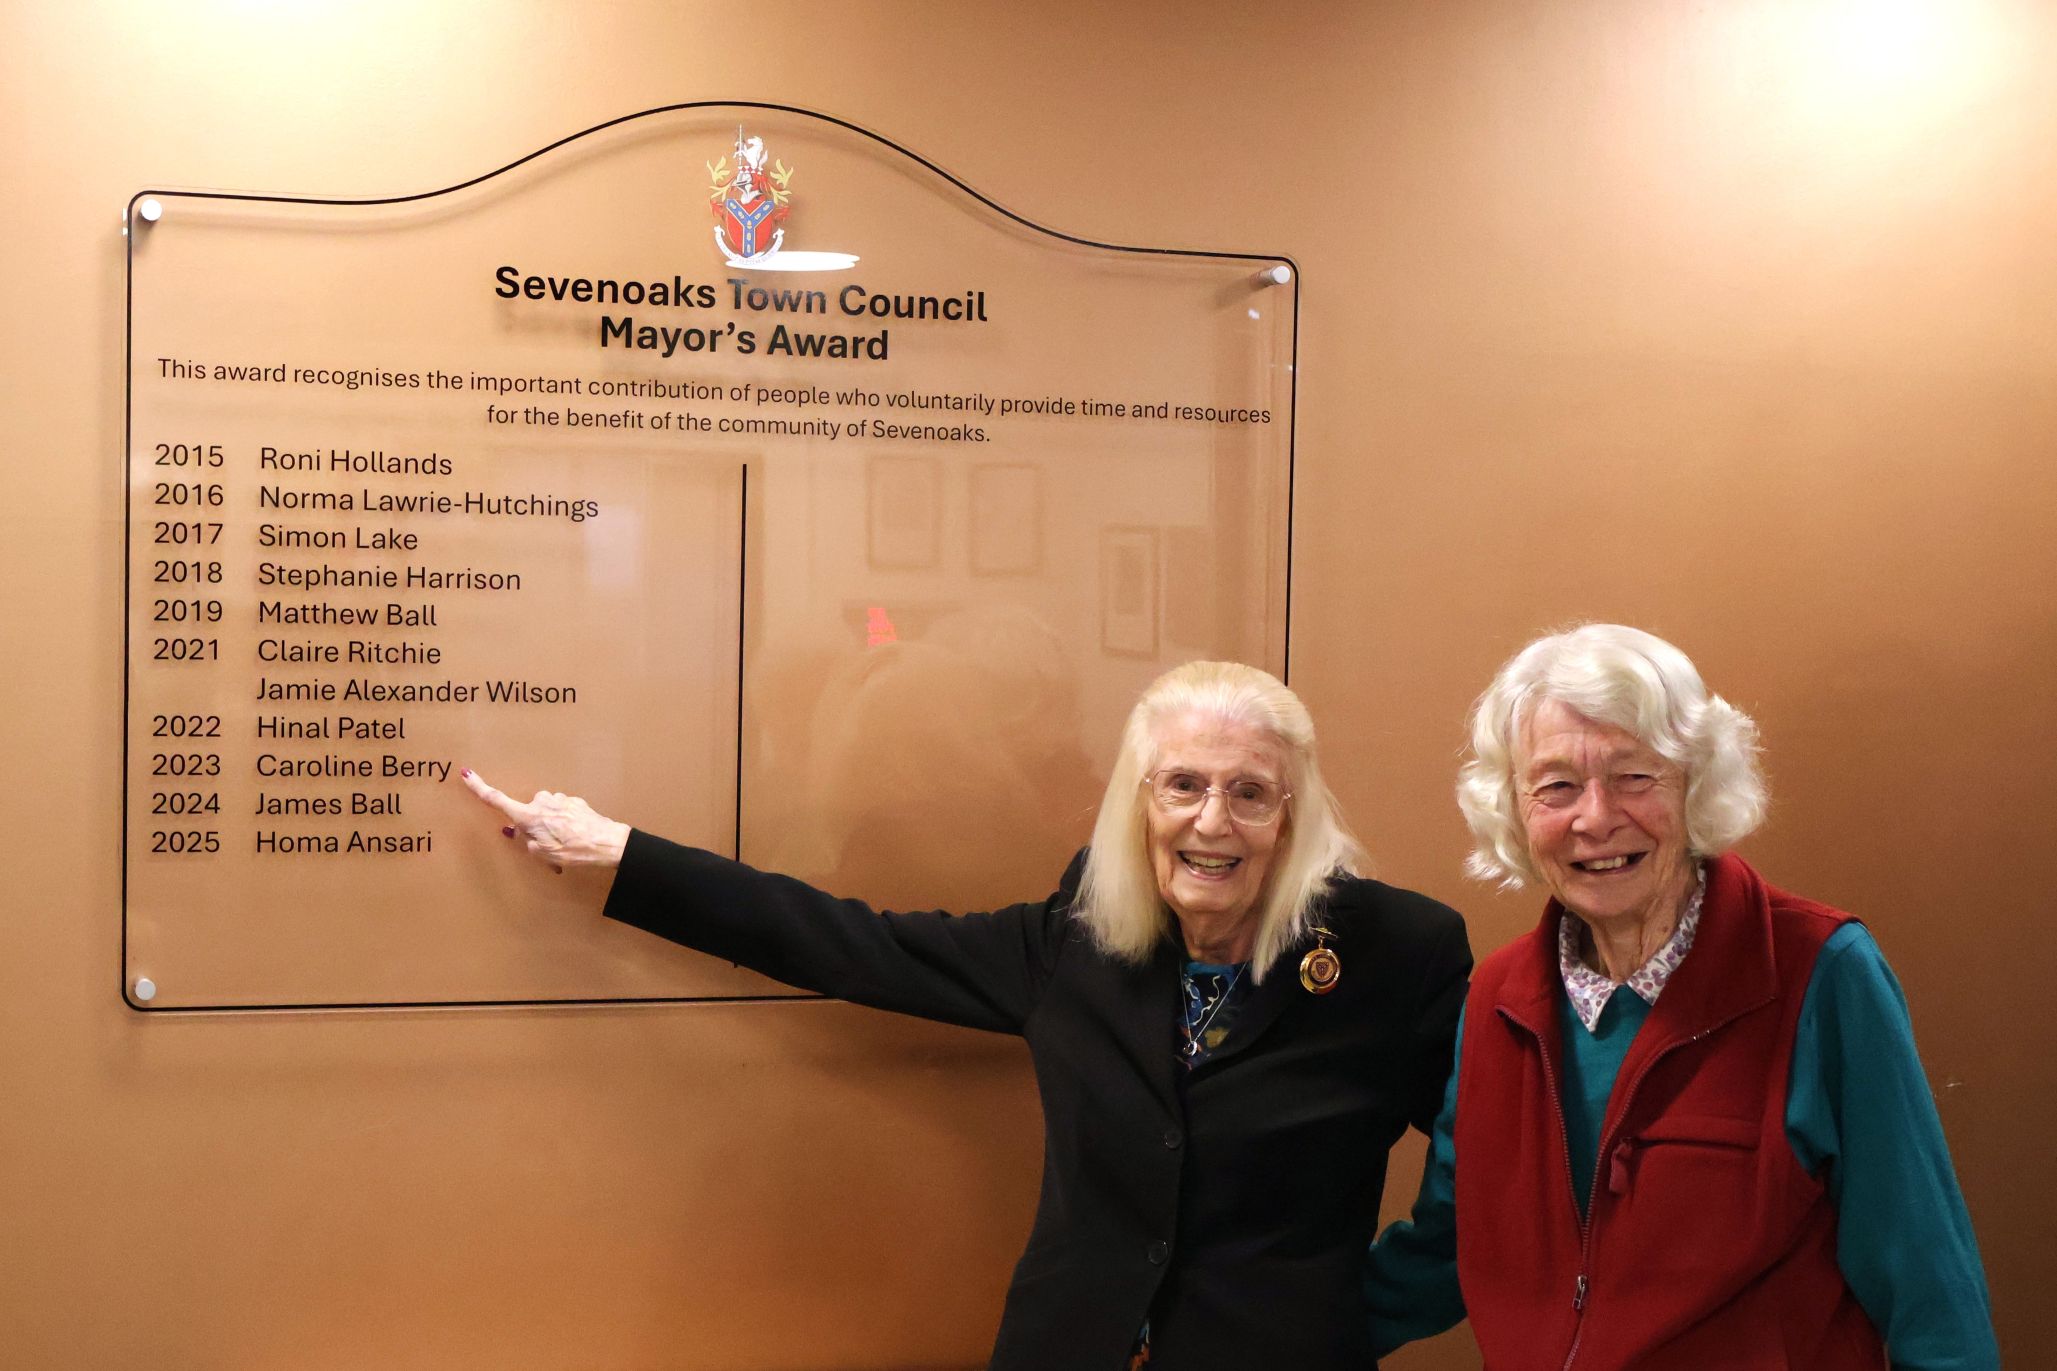 Sevenoaks Town Council
Mayor's Award
This award recognises the important contribution of people who voluntarily provide time and resources
for the benefit of the community of Sevenoaks.
2015 Roni Hollands
2016 Norma Lawrie-Hutchings
2017 Simon Lake
2018 Stephanie Harrison
2019 Matthew Ball
2021 Claire Ritchie
Jamie Alexander Wilson
2022 Hinal Patel
2023 Caroline Berry
2024 James Ball
2025 Homa Ansari